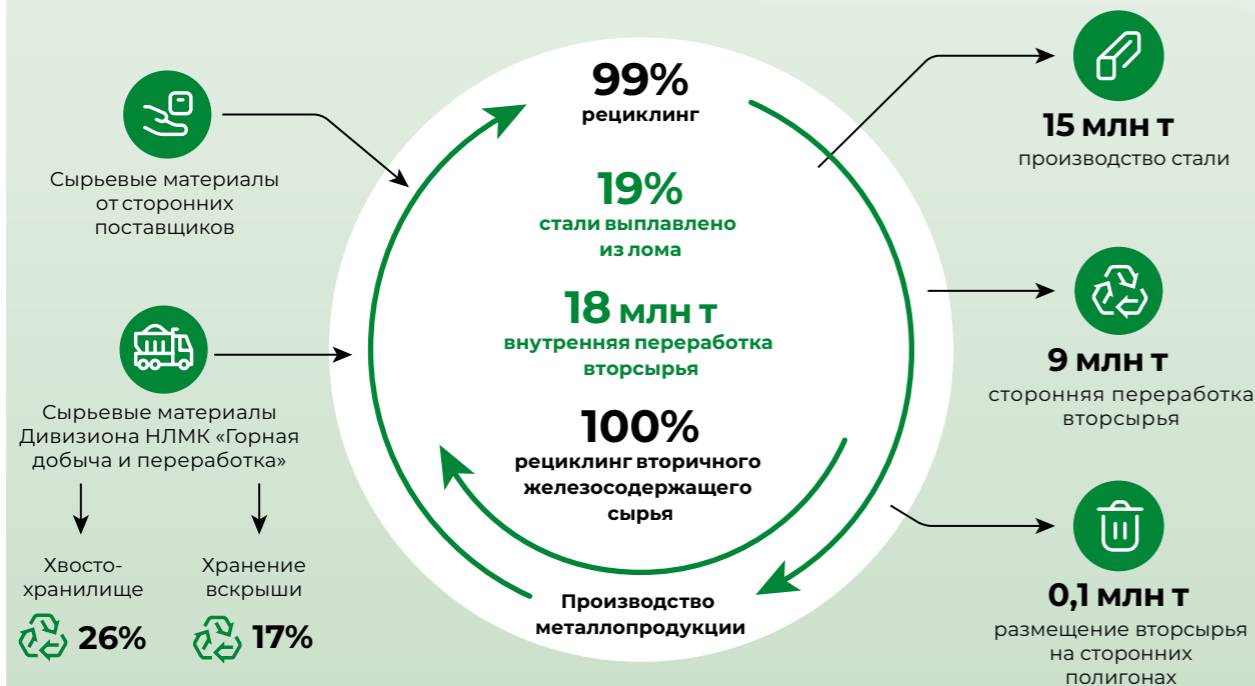 Сырьевые материалы
от сторонних
поставщиков
Сырьевые материалы
Дивизиона НЛМК «Горная
добыча и переработка»
Хвосто-
хранилище
26%
Хранение
вскрыши
17%
99%
рециклинг
19%
стали выплавлено
из лома
18 млн т
внутренняя переработка
вторсырья
100%
рециклинг вторичного
железосодержащего
сырья
Производство
металлопродукции
15 млн т
производство стали
9 млн т
сторонняя переработка
вторсырья
0,1 млн т
размещение вторсырья
на сторонних
полигонах